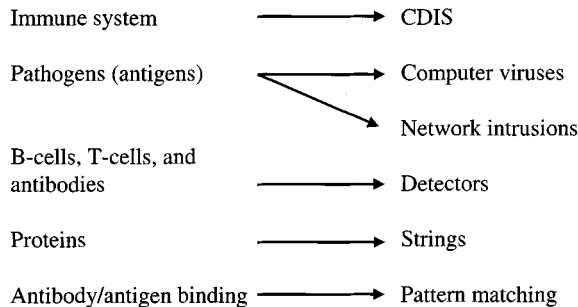 Immune system CDIS
Pathogens (antigens) Computer viruses
Network intrusions
B-cells, T-cells, and
antibodies Detectors
Proteins Strings
Antibody/antigen binding Pattern matching